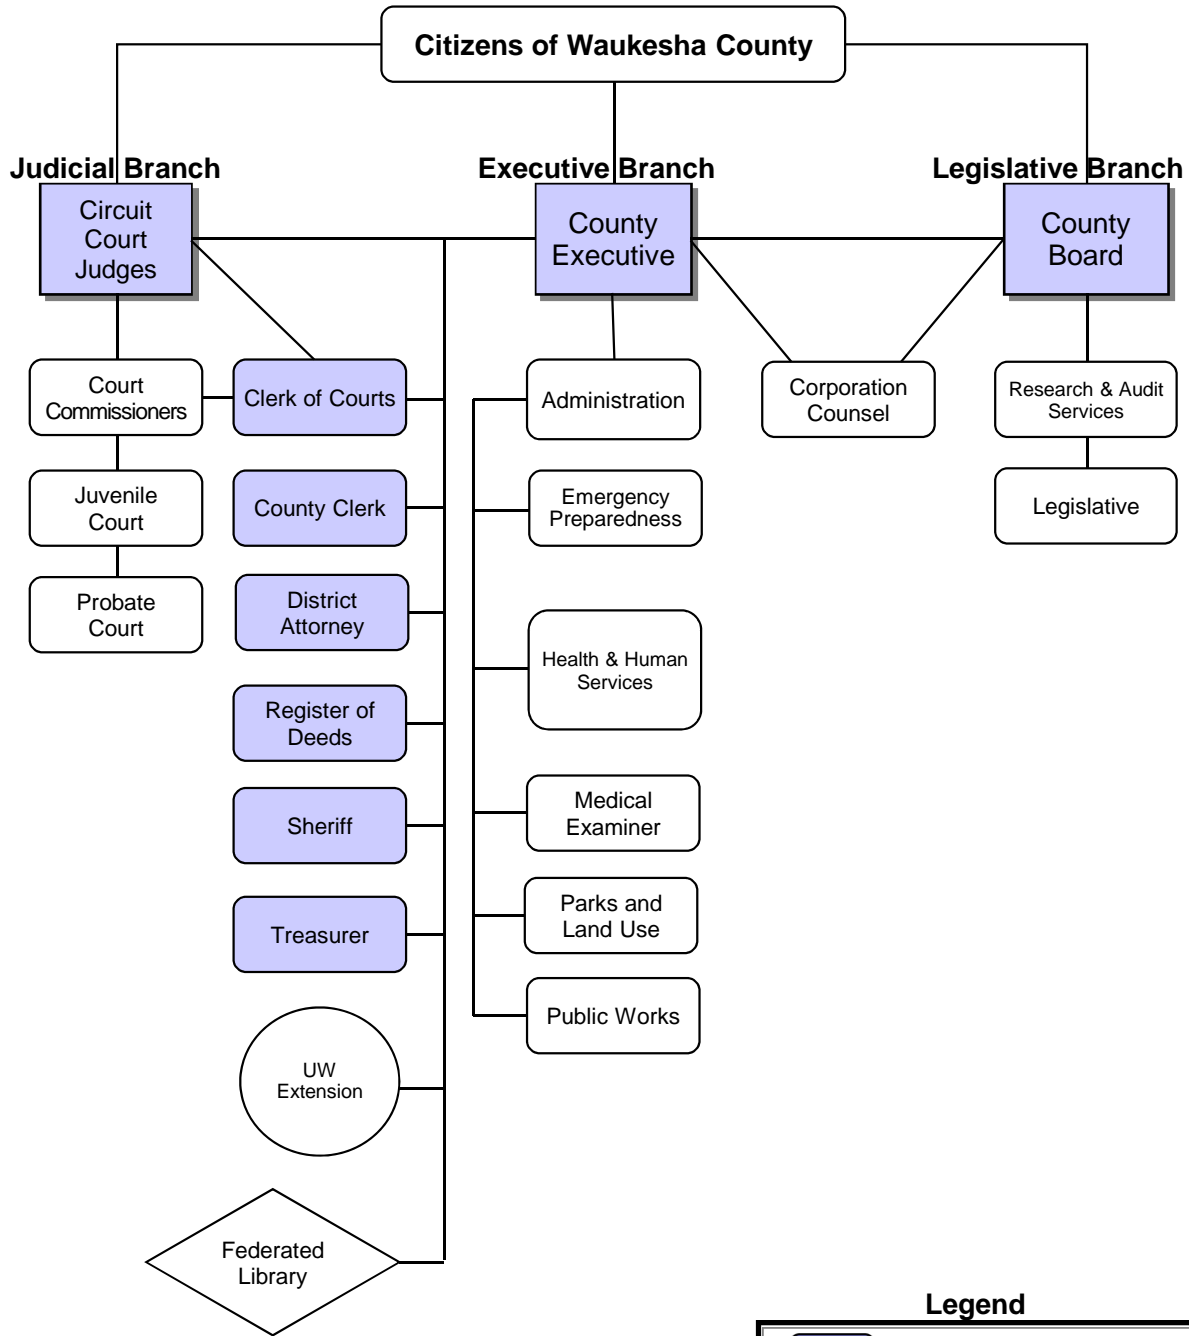 Citizens of Waukesha County
Judicial Branch
Executive Branch
Legislative Branch
Circuit
Court
Judges
County
Executive
County
Board
Court
Commissioners
Clerk of Courts
Administration
Corporation
Counsel
Research & Audit
Services
Juvenile
Court
County Clerk
Emergency
Preparedness
Legislative
Probate
Court
District
Attorney
Health & Human
Services
Register of
Deeds
Sheriff
Medical
Examiner
Treasurer
Parks and
Land Use
Public Works
UW
Extension
Federated
Library
Legend